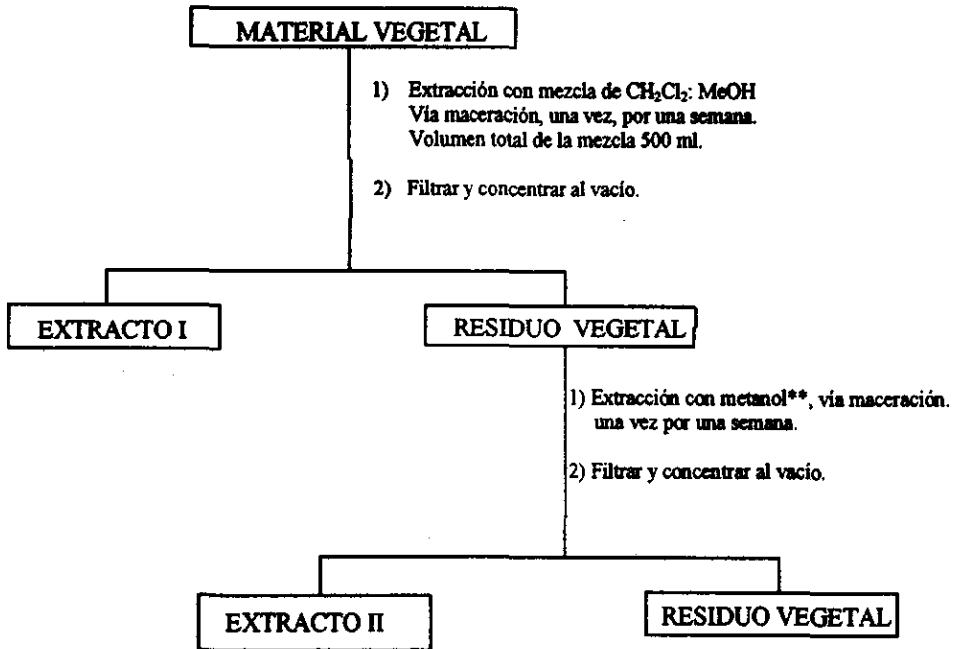 MATERIAL VEGETAL
1) Extracción con mezcla de CH₂Cl₂: MeOH
Vía maceración, una vez, por una semana.
Volumen total de la mezcla 500 ml.
2) Filtrar y concentrar al vacío.
EXTRACTO I
RESIDUO VEGETAL
1) Extracción con metanol**, vía maceración.
una vez por una semana.
2) Filtrar y concentrar al vacío.
EXTRACTO II
RESIDUO VEGETAL